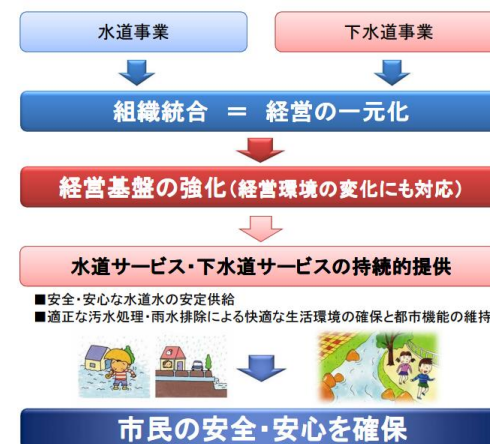 水道事業
下水道事業
組織統合 ＝ 経営の一元化
経営基盤の強化(経営環境の変化にも対応)
水道サービス・下水道サービスの持続的提供
■安全・安心な水道水の安定供給
■適正な汚水処理・雨水排除による快適な生活環境の確保と都市機能の維持
市民の安全・安心を確保